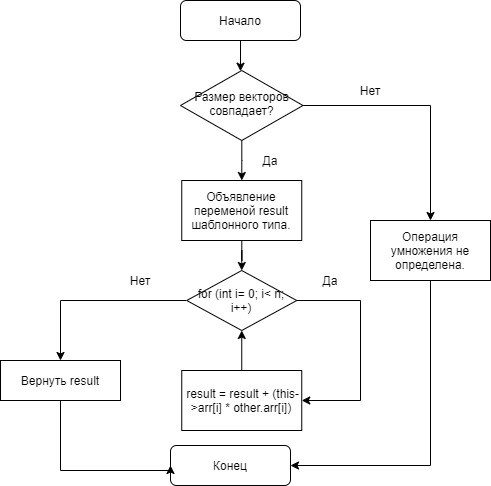 Начало
Размер векторов
совпадает?
Нет
Да
Объявление
переменой result
шаблонного типа.
Операция
умножения не
определена.
Нет
Да
for (int i= 0; i< n;
i++)
Вернуть result
result = result + (this-
>arr[i] * other.arr[i])
Конец